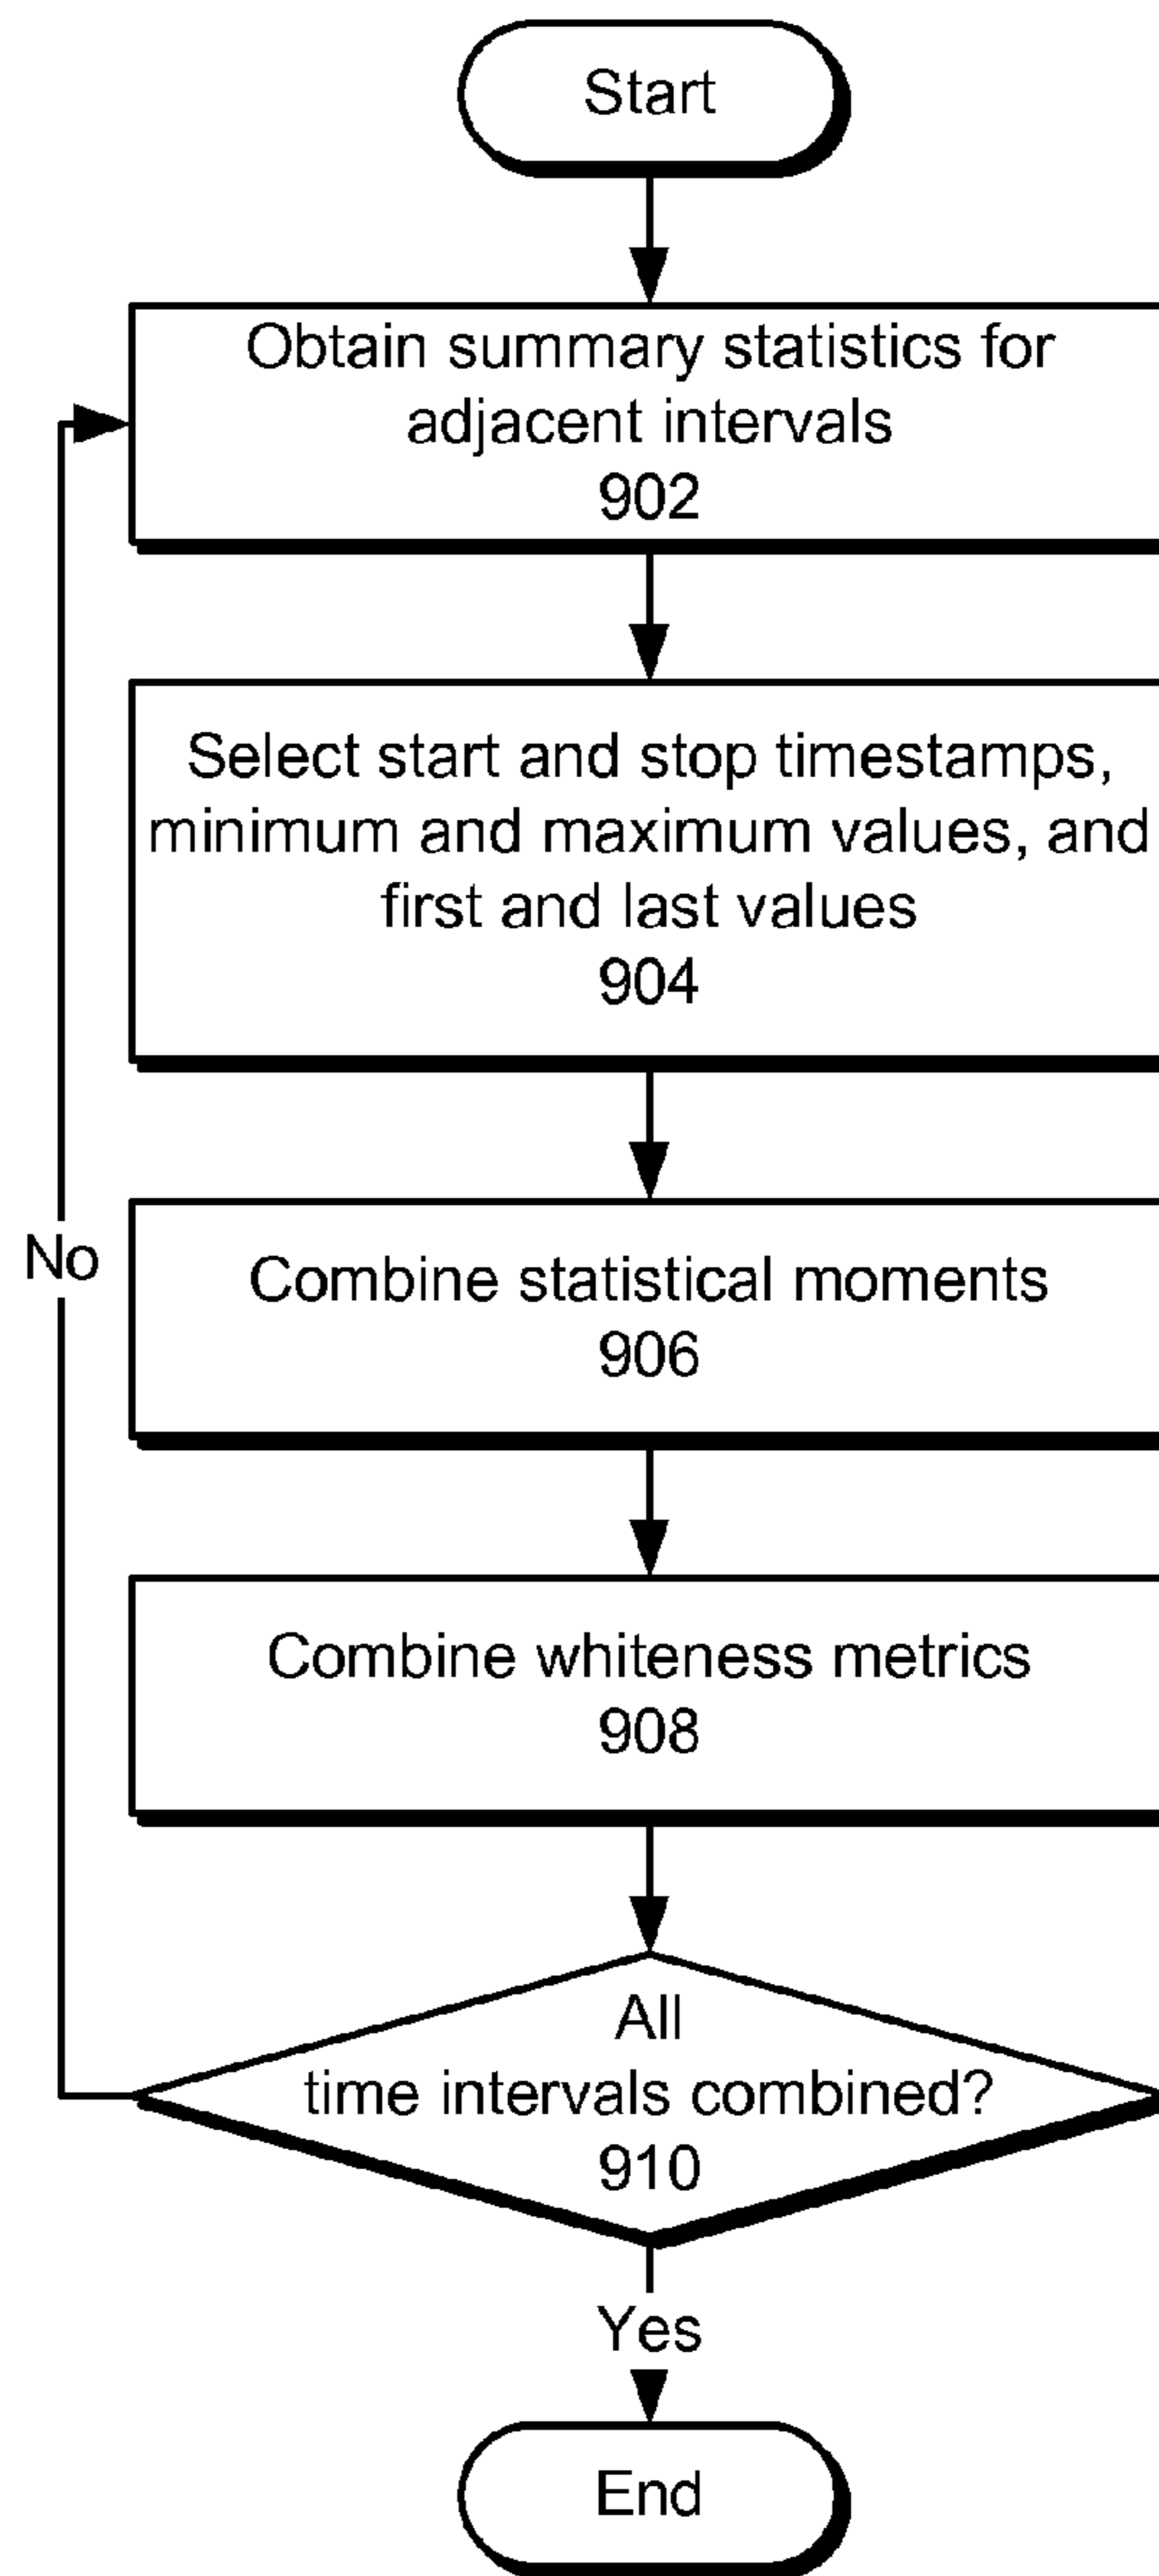 Start
Obtain summary statistics for
adjacent intervals
902
Select start and stop timestamps,
minimum and maximum values, and
first and last values
904
Combine statistical moments
906
No
Combine whiteness metrics
908
All
time intervals combined?
910
Yes
End